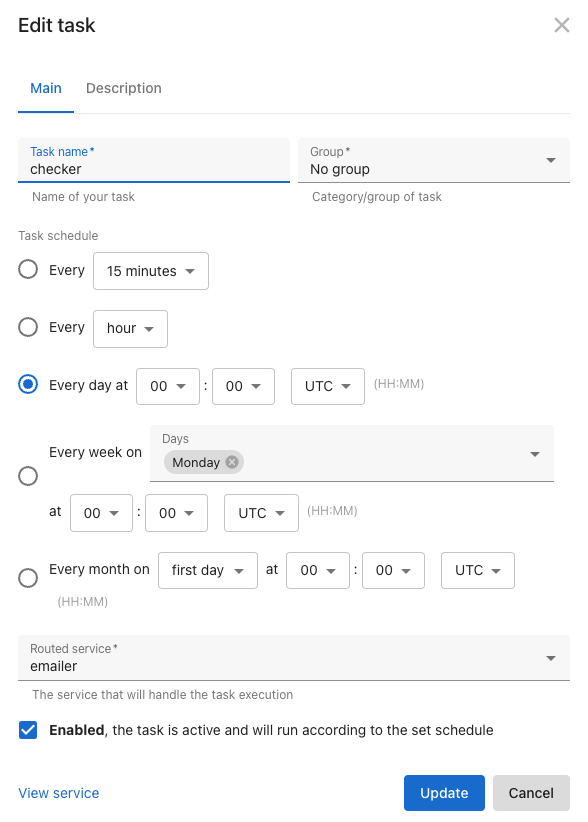 Edit task
Main Description
Task name* Group*
checker No group
Name of your task Category/group of task
Task schedule
Every 15 minutes
Every hour
Every day at 00 : 00 UTC (HH:MM)
Days
Every week on Monday
at 00 : 00 UTC (HH:MM)
Every month on first day at 00 : 00 UTC
(HH:MM)
Routed service*
emailer
The service that will handle the task execution
Enabled, the task is active and will run according to the set schedule
View service Update Cancel